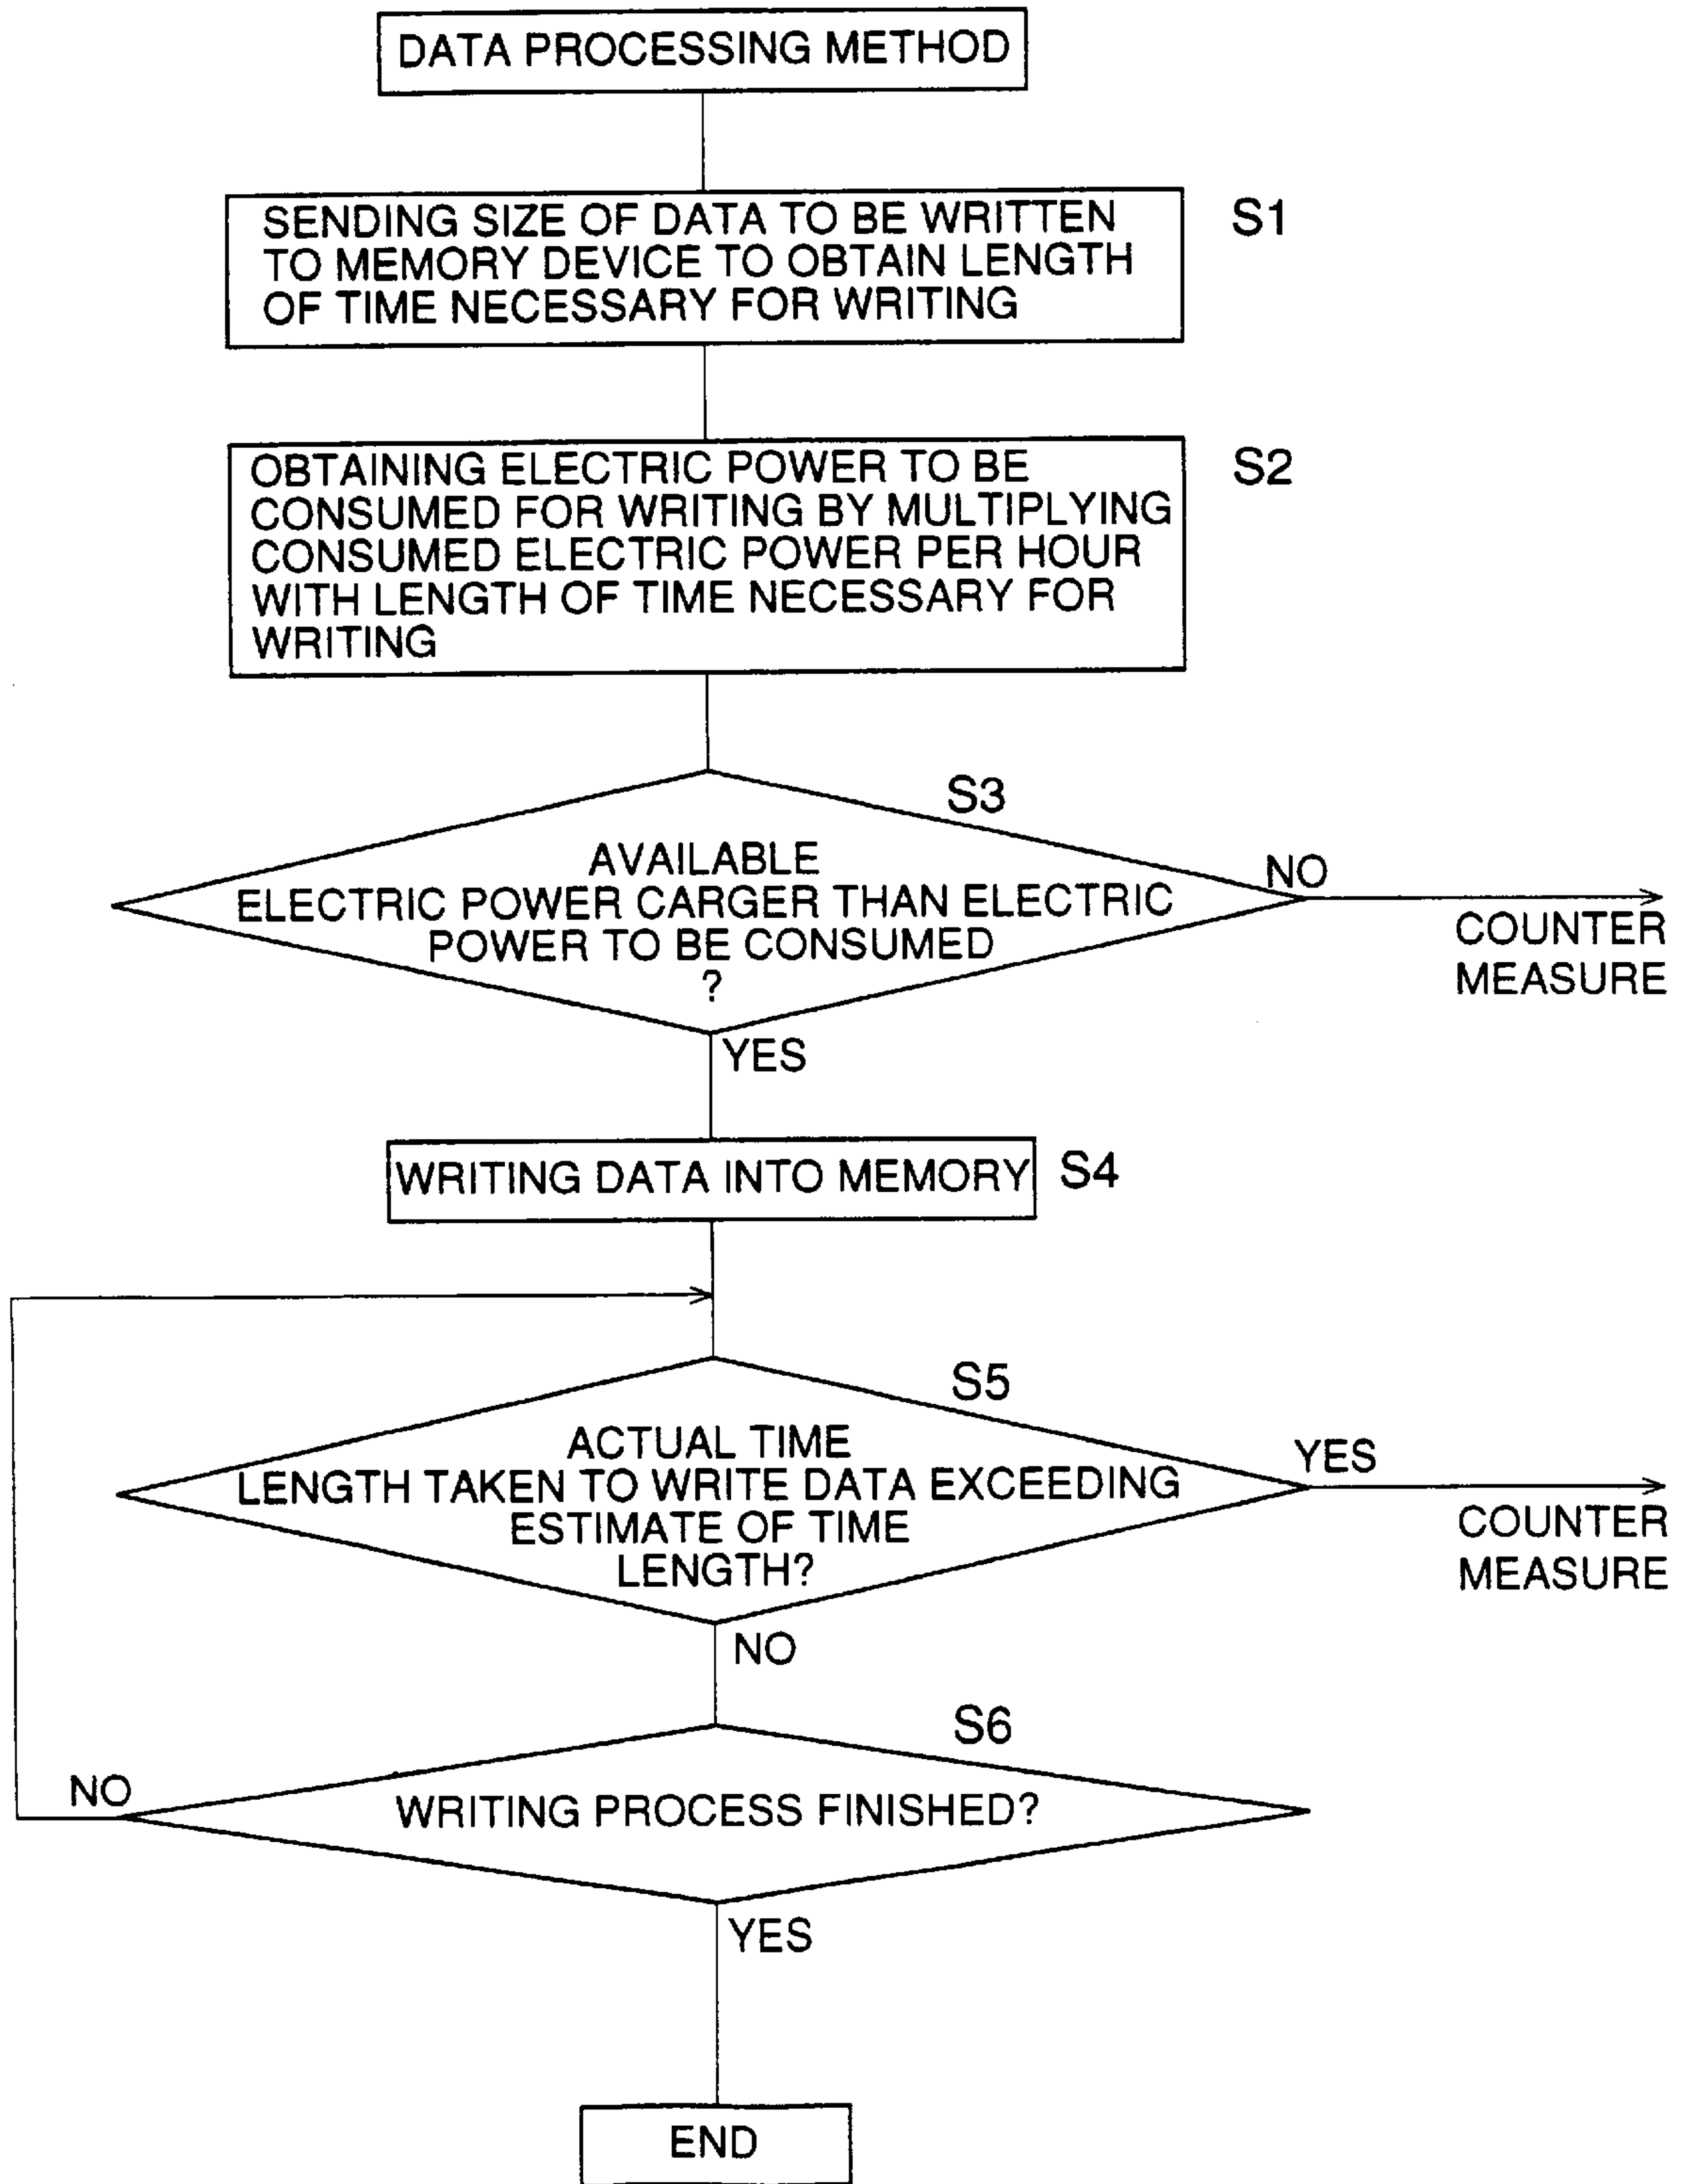 DATA PROCESSING METHOD
SENDING SIZE OF DATA TO BE WRITTEN
TO MEMORY DEVICE TO OBTAIN LENGTH
OF TIME NECESSARY FOR WRITING
S1
OBTAINING ELECTRIC POWER TO BE
CONSUMED FOR WRITING BY MULTIPLYING
CONSUMED ELECTRIC POWER PER HOUR
WITH LENGTH OF TIME NECESSARY FOR
WRITING
S2
S3
AVAILABLE
ELECTRIC POWER CARGER THAN ELECTRIC
POWER TO BE CONSUMED
?
NO
COUNTER
MEASURE
YES
WRITING DATA INTO MEMORY
S4
S5
ACTUAL TIME
LENGTH TAKEN TO WRITE DATA EXCEEDING
ESTIMATE OF TIME
LENGTH?
YES
COUNTER
MEASURE
NO
S6
NO
WRITING PROCESS FINISHED?
YES
END